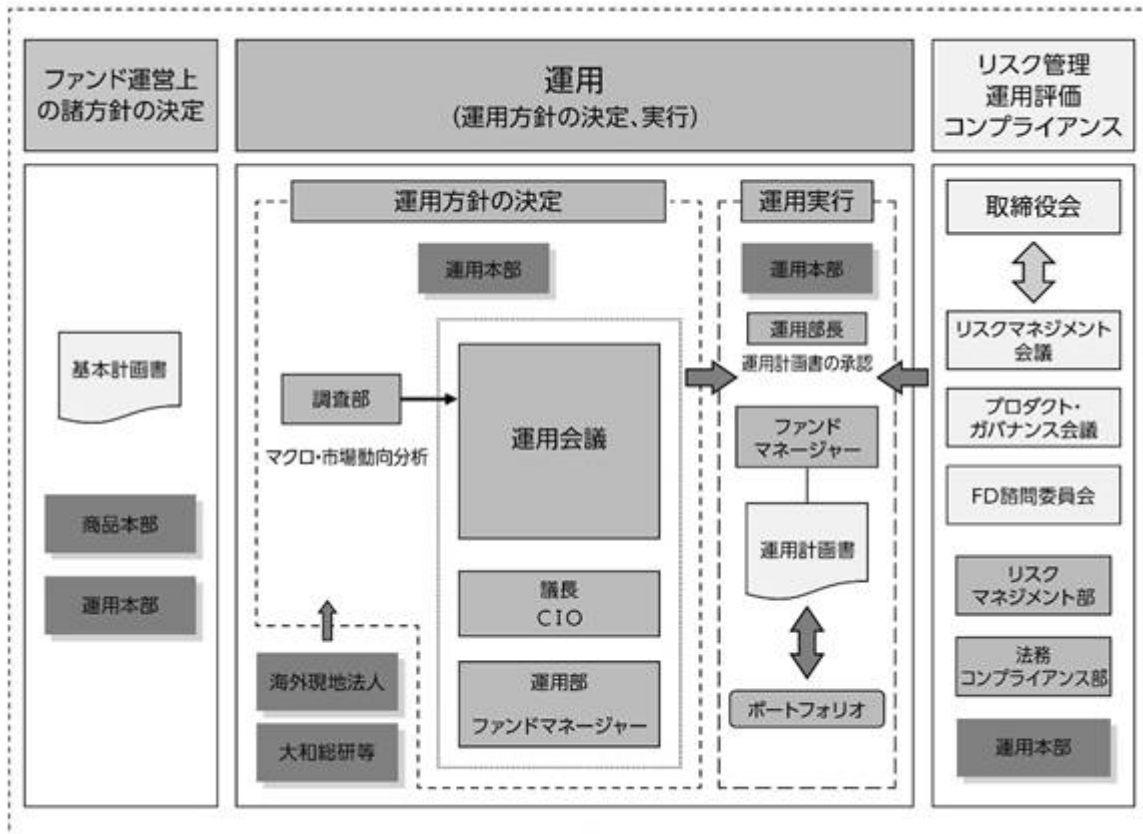 ファンド運営上
の諸方針の決定
基本計画書
商品本部
運用本部
運用
(運用方針の決定、実行)
運用方針の決定
運用本部
調査部
マクロ・市場動向分析
運用会議
議長
CIO
運用部
ファンドマネージャー
海外現地法人
大和総研等
運用実行
運用本部
運用部長
運用計画書の承認
ファンド
マネージャー
運用計画書
ポートフォリオ
リスク管理
運用評価
コンプライアンス
取締役会
リスクマネジメント
会議
プロダクト・
ガバナンス会議
FD諮問委員会
リスク
マネジメント部
法務
コンプライアンス部
運用本部